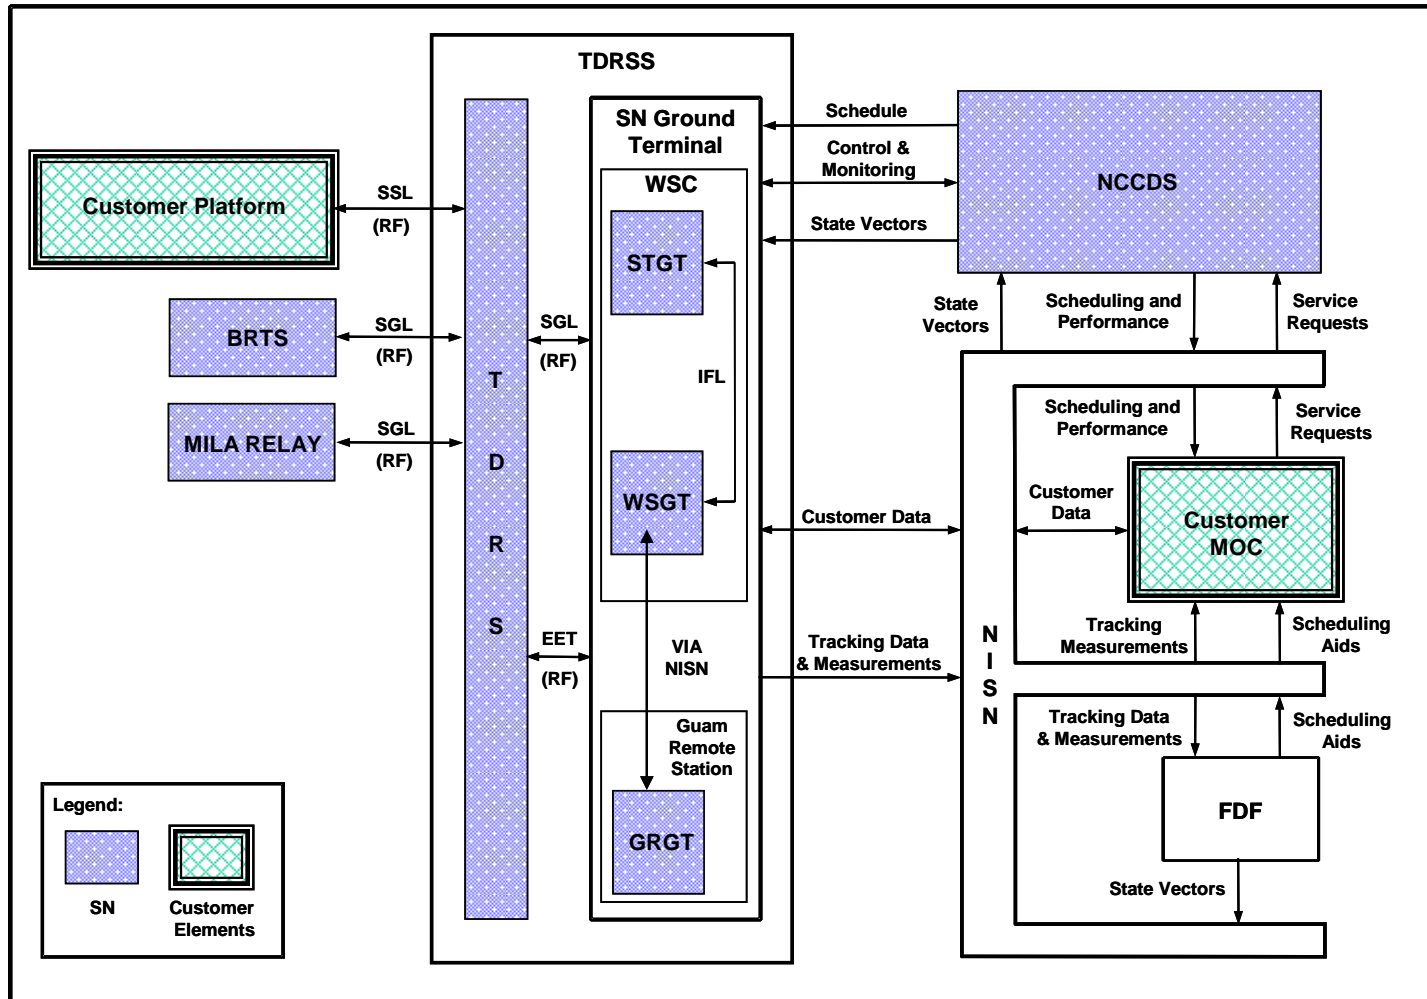 TDRSS
SN Ground
Terminal
WSC
STGT
IFL
WSGT
VIA
NISN
Guam
Remote
Station
GRGT
T
D
R
S
Customer Platform
SSL
(RF)
BRTS
SGL
(RF)
MILA RELAY
SGL
(RF)
SGL
(RF)
EET
(RF)
Schedule
Control &
Monitoring
State Vectors
NCCDS
State
Vectors
Scheduling and
Performance
Service
Requests
Scheduling and
Performance
Service
Requests
Customer Data
Customer
Data
Customer
MOC
Tracking Data
& Measurements
N
I
S
N
Tracking
Measurements
Scheduling
Aids
Tracking Data
& Measurements
Scheduling
Aids
FDF
State Vectors
Legend:
SN
Customer
Elements